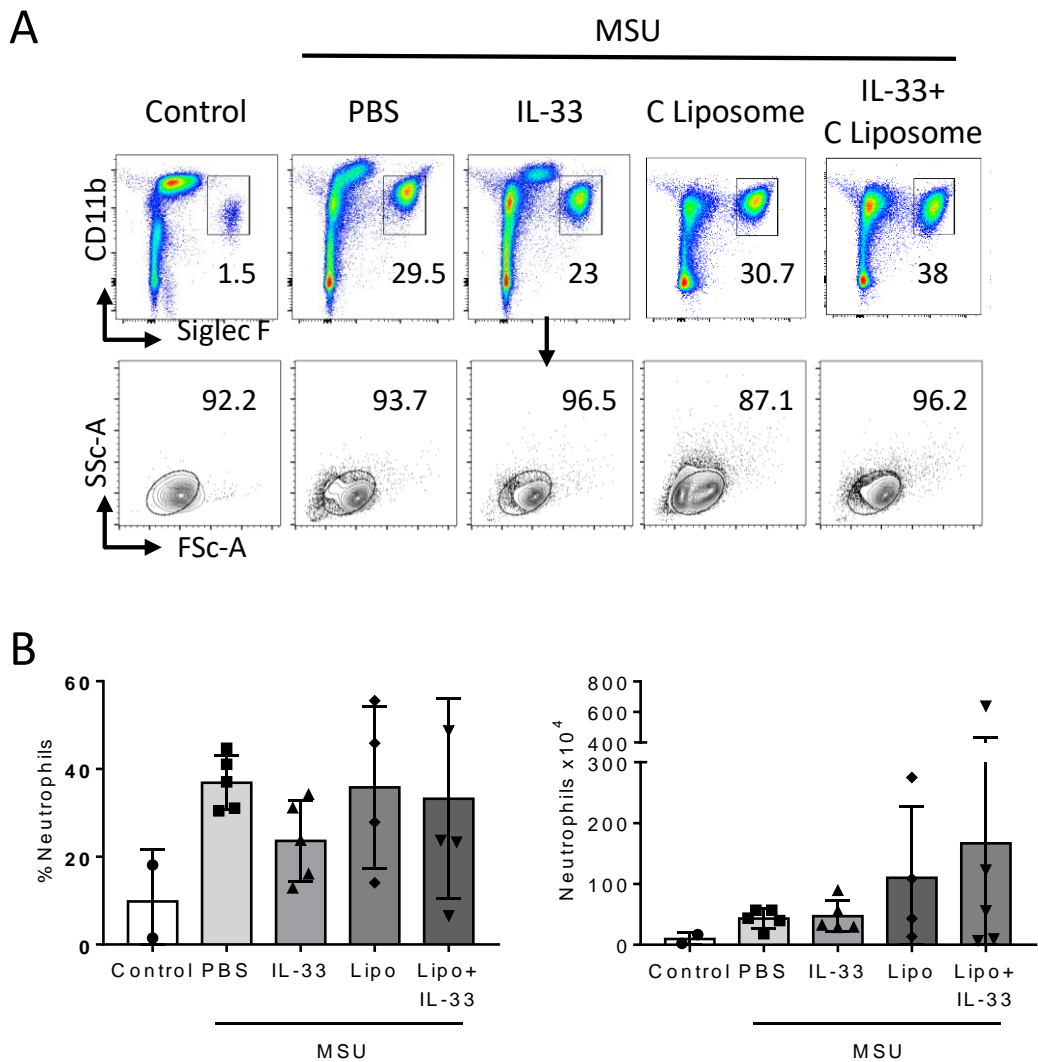 A
MSU
Control
PBS
IL-33
C Liposome
IL-33+
C Liposome
CD11b
1.5
29.5
23
30.7
38
Siglec F
92.2
93.7
96.5
87.1
96.2
SSc-A
FSc-A
B
60
40
20
0
% Neutrophils
Control
PBS
IL-33
Lipo
Lipo+
IL-33
MSU
800
600
400
300
200
100
0
Neutrophils x10⁴
Control
PBS
IL-33
Lipo
Lipo+
IL-33
MSU